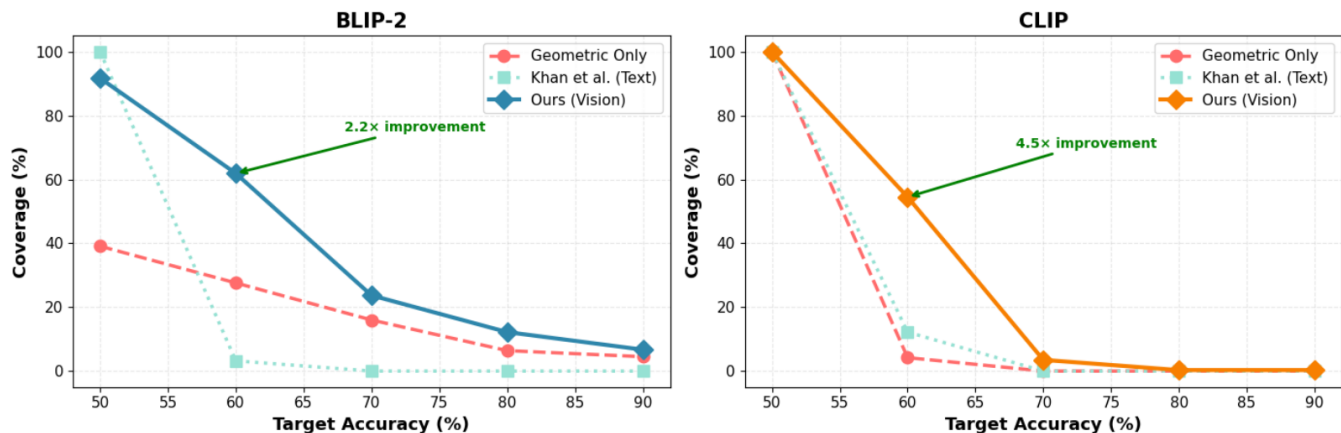 BLIP-2
100
80
60
40
20
0
Coverage (%)
50 55 60 65 70 75 80 85 90
Target Accuracy (%)
Geometric Only
Khan et al. (Text)
Ours (Vision)
2.2× improvement
CLIP
100
80
60
40
20
0
Coverage (%)
50 55 60 65 70 75 80 85 90
Target Accuracy (%)
Geometric Only
Khan et al. (Text)
Ours (Vision)
4.5× improvement